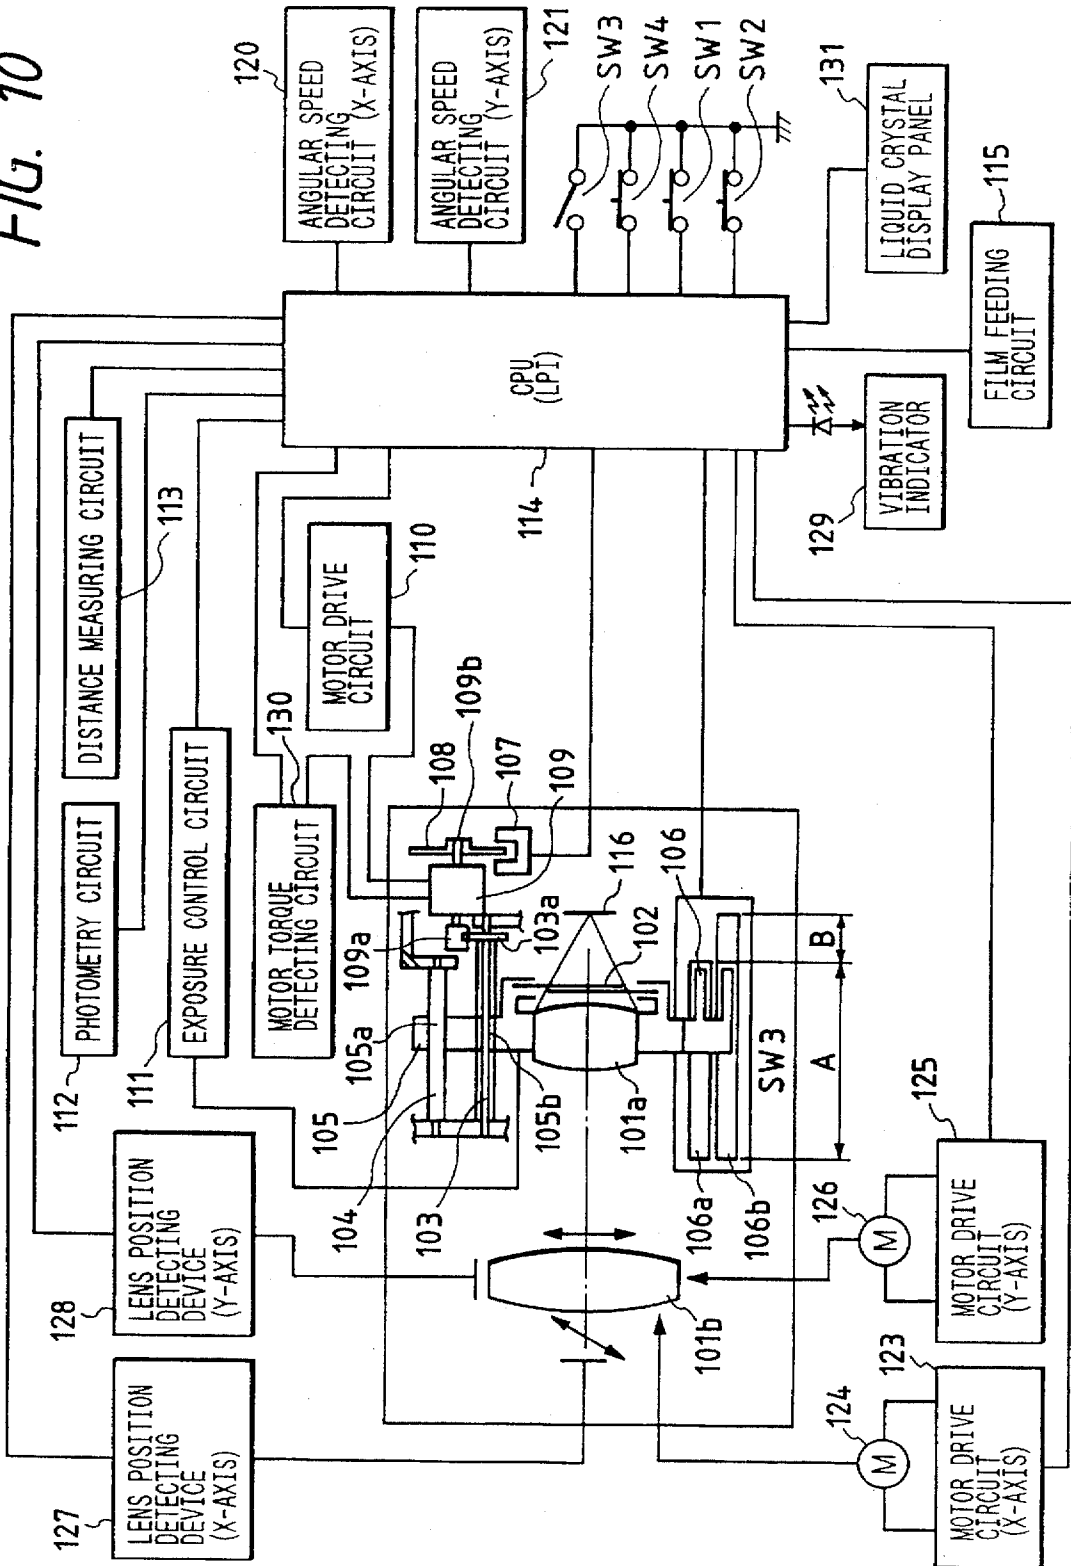 FIG. 10
120
ANGULAR SPEED
DETECTING
CIRCUIT (X-AXIS)
ANGULAR SPEED
DETECTING
CIRCUIT (Y-AXIS)
121
SW3
SW4
SW1
SW2
131
LIQUID CRYSTAL
DISPLAY PANEL
115
FILM FEEDING
CIRCUIT
CPU
(LPI)
114
129
VIBRATION
INDICATOR
DISTANCE MEASURING CIRCUIT
113
112
PHOTOMETRY CIRCUIT
111
EXPOSURE CONTROL CIRCUIT
MOTOR TORQUE
DETECTING CIRCUIT
130
MOTOR DRIVE
CIRCUIT
110
109b
108
107
109
109a
103a
116
102
106
105a
105
104
103
105b
101a
101b
106a
106b
SW3
A
B
128
LENS POSITION
DETECTING
DEVICE
(Y-AXIS)
127
LENS POSITION
DETECTING
DEVICE
(X-AXIS)
126
M
125
MOTOR DRIVE
CIRCUIT
(Y-AXIS)
124
M
123
MOTOR DRIVE
CIRCUIT
(X-AXIS)